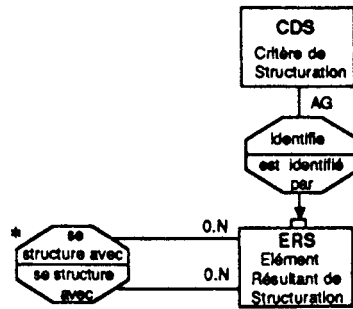 CDS
Critère de
Structuration
AG
Identifie
est identifié
par
*
se
structure avec
se structure
avec
0.N
0.N
ERS
Elément
Résultant de
Structuration